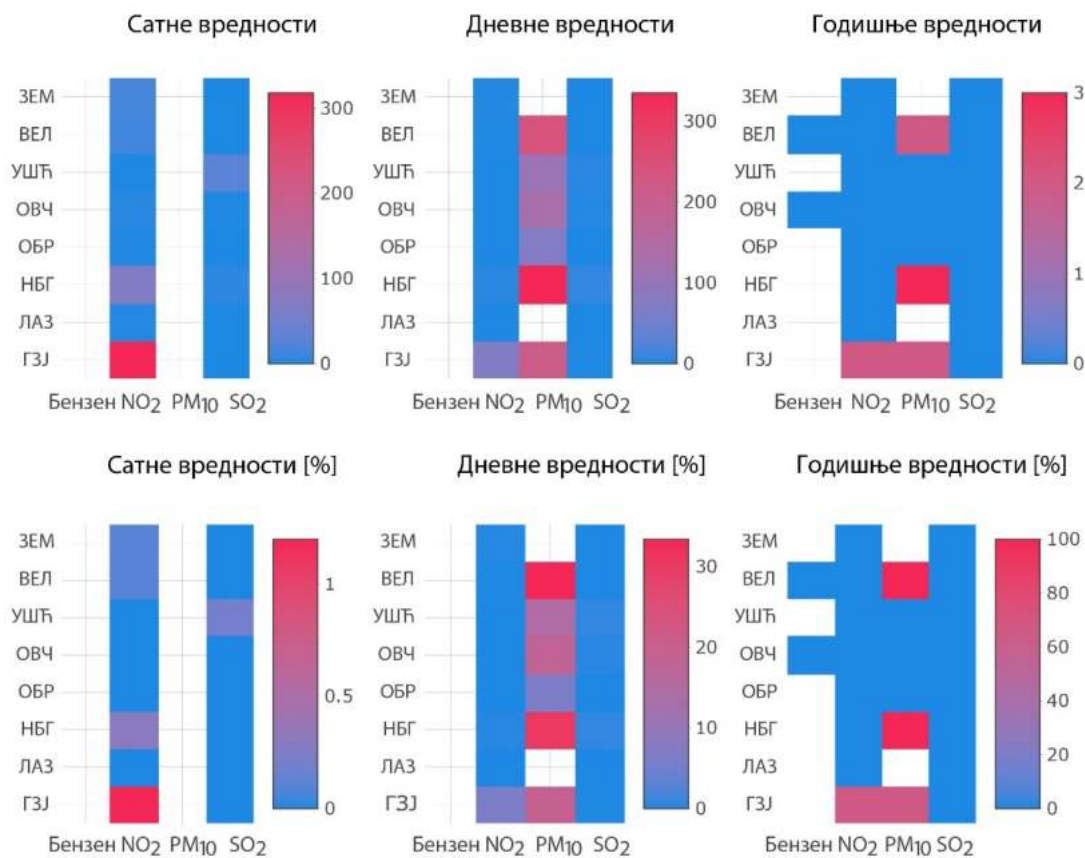 Сатне вредности
ЗЕМ
ВЕЛ
УШЋ
ОВЧ
ОБР
НБГ
ЛАЗ
ГЗЈ
300
200
100
0
Бензен NO₂ PM₁₀ SO₂
Дневне вредности
ЗЕМ
ВЕЛ
УШЋ
ОВЧ
ОБР
НБГ
ЛАЗ
ГЗЈ
300
200
100
0
Бензен NO₂ PM₁₀ SO₂
Годишње вредности
ЗЕМ
ВЕЛ
УШЋ
ОВЧ
ОБР
НБГ
ЛАЗ
ГЗЈ
3
2
1
0
Бензен NO₂ PM₁₀ SO₂
Сатне вредности [%]
ЗЕМ
ВЕЛ
УШЋ
ОВЧ
ОБР
НБГ
ЛАЗ
ГЗЈ
1
0.5
0
Бензен NO₂ PM₁₀ SO₂
Дневне вредности [%]
ЗЕМ
ВЕЛ
УШЋ
ОВЧ
ОБР
НБГ
ЛАЗ
ГЗЈ
30
20
10
0
Бензен NO₂ PM₁₀ SO₂
Годишње вредности [%]
ЗЕМ
ВЕЛ
УШЋ
ОВЧ
ОБР
НБГ
ЛАЗ
ГЗЈ
100
80
60
40
20
0
Бензен NO₂ PM₁₀ SO₂